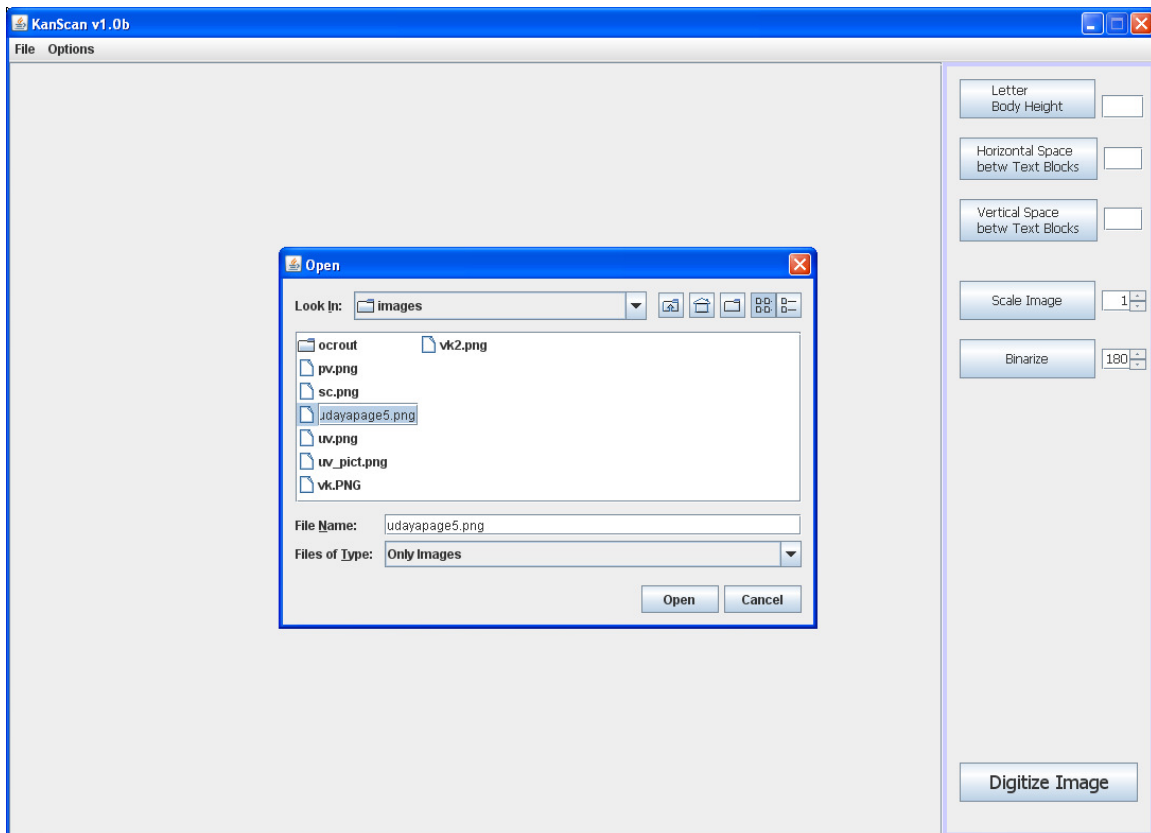 KanScan v1.0b
File Options
Letter
Body Height
Horizontal Space
betw Text Blocks
Vertical Space
betw Text Blocks
Scale Image 1
Binarize 180
Open
Look In: images
ocrout vk2.png
pv.png
sc.png
udayapage5.png
uv.png
uv_pict.png
vk.PNG
File Name: udayapage5.png
Files of Type: Only Images
Open Cancel
Digitize Image